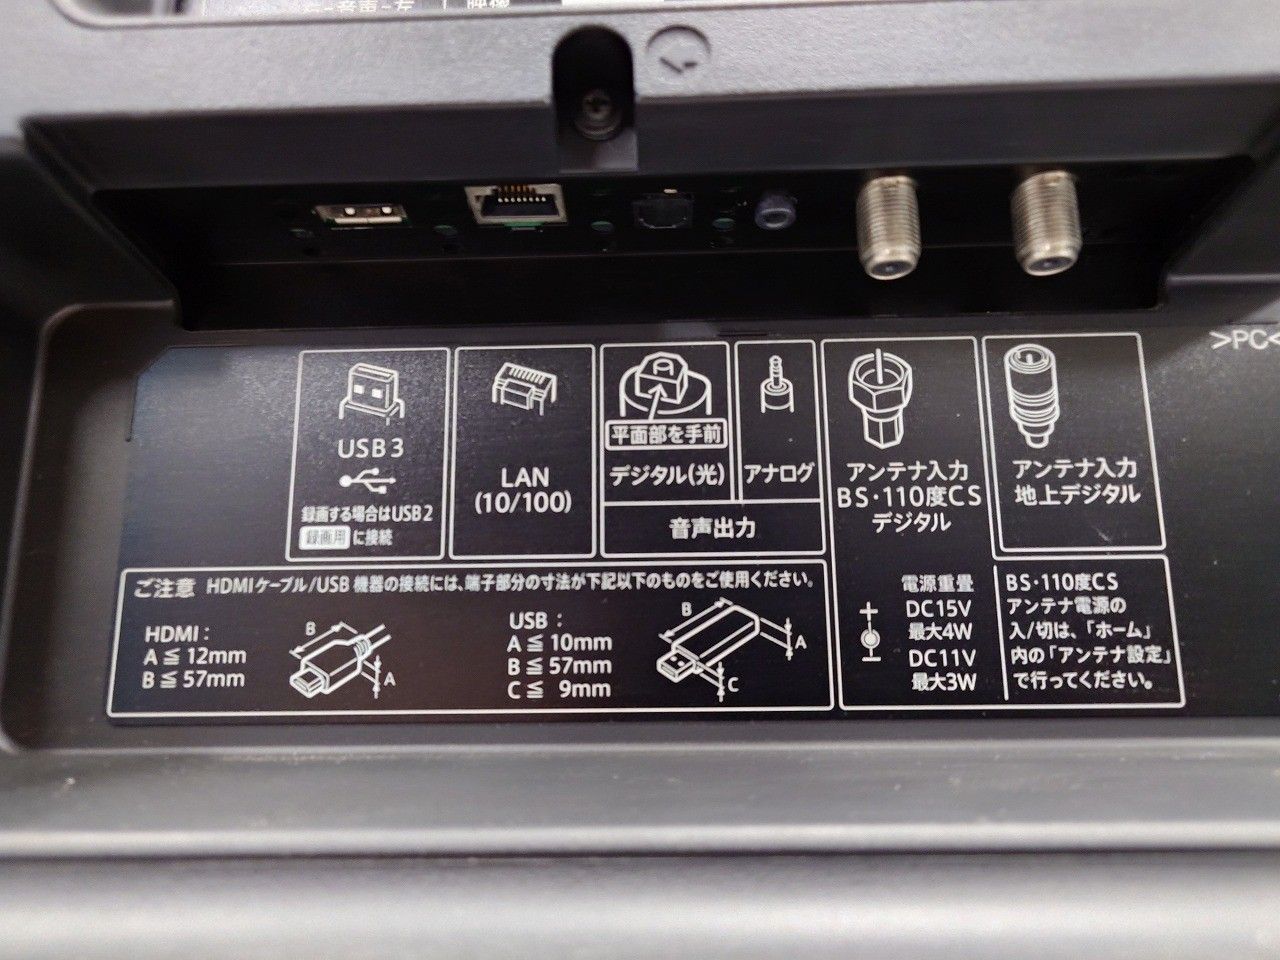 右-音声-左
映像
>PC<
USB3
録画する場合はUSB2
録画用 に接続
LAN
(10/100)
平面部を手前
デジタル(光)
アナログ
音声出力
アンテナ入力
BS・110度CS
デジタル
アンテナ入力
地上デジタル
ご注意 HDMIケーブル/USB 機器の接続には、端子部分の寸法が下記以下のものをご使用ください。
HDMI:
A≦12mm
B≦57mm
B
A
USB:
A≦10mm
B≦57mm
C≦ 9mm
B
A
C
電源重畳
DC15V
最大4W
DC11V
最大3W
BS・110度CS
アンテナ電源の
入/切は、「ホーム」
内の「アンテナ設定」
で行ってください。